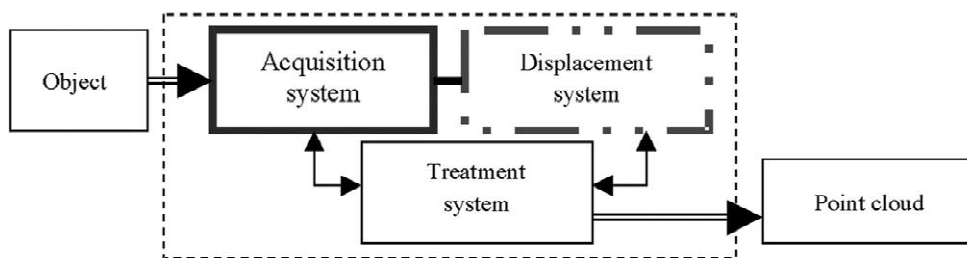 Object
Acquisition
system
Displacement
system
Treatment
system
Point cloud